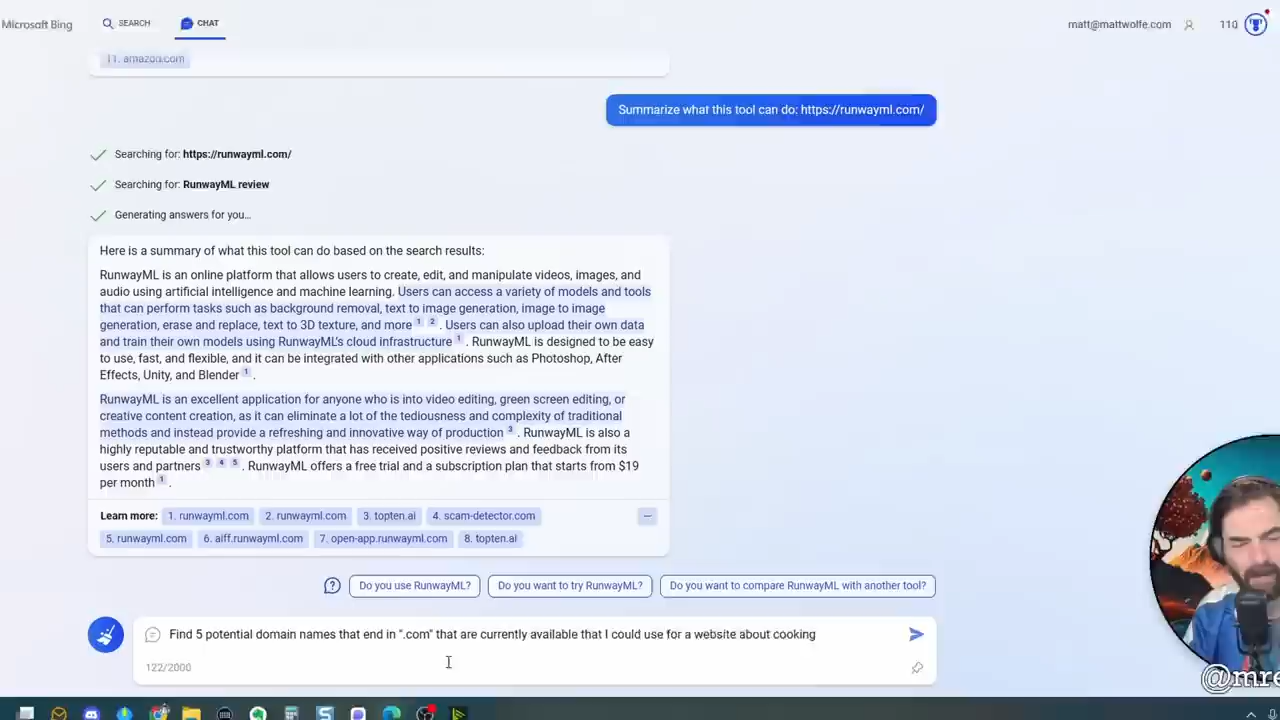 Microsoft Bing
SEARCH
CHAT
matt@mattwolfe.com
110
11. amazon.com
Summarize what this tool can do: https://runwayml.com/
Searching for: https://runwayml.com/
Searching for: RunwayML review
Generating answers for you...
Here is a summary of what this tool can do based on the search results:
RunwayML is an online platform that allows users to create, edit, and manipulate videos, images, and
audio using artificial intelligence and machine learning. Users can access a variety of models and tools
that can perform tasks such as background removal, text to image generation, image to image
generation, erase and replace, text to 3D texture, and more 1 2 . Users can also upload their own data
and train their own models using RunwayML's cloud infrastructure 1 . RunwayML is designed to be easy
to use, fast, and flexible, and it can be integrated with other applications such as Photoshop, After
Effects, Unity, and Blender 1 .
RunwayML is an excellent application for anyone who is into video editing, green screen editing, or
creative content creation, as it can eliminate a lot of the tediousness and complexity of traditional
methods and instead provide a refreshing and innovative way of production 3 . RunwayML is also a
highly reputable and trustworthy platform that has received positive reviews and feedback from its
users and partners 3 4 5 . RunwayML offers a free trial and a subscription plan that starts from $19
per month 1 .
Learn more: 1. runwayml.com 2. runwayml.com 3. topten.ai 4. scam-detector.com
5. runwayml.com 6. aiff.runwayml.com 7. open-app.runwayml.com 8. topten.ai
Do you use RunwayML? Do you want to try RunwayML? Do you want to compare RunwayML with another tool?
Find 5 potential domain names that end in ".com" that are currently available that I could use for a website about cooking
122/2000
@mre